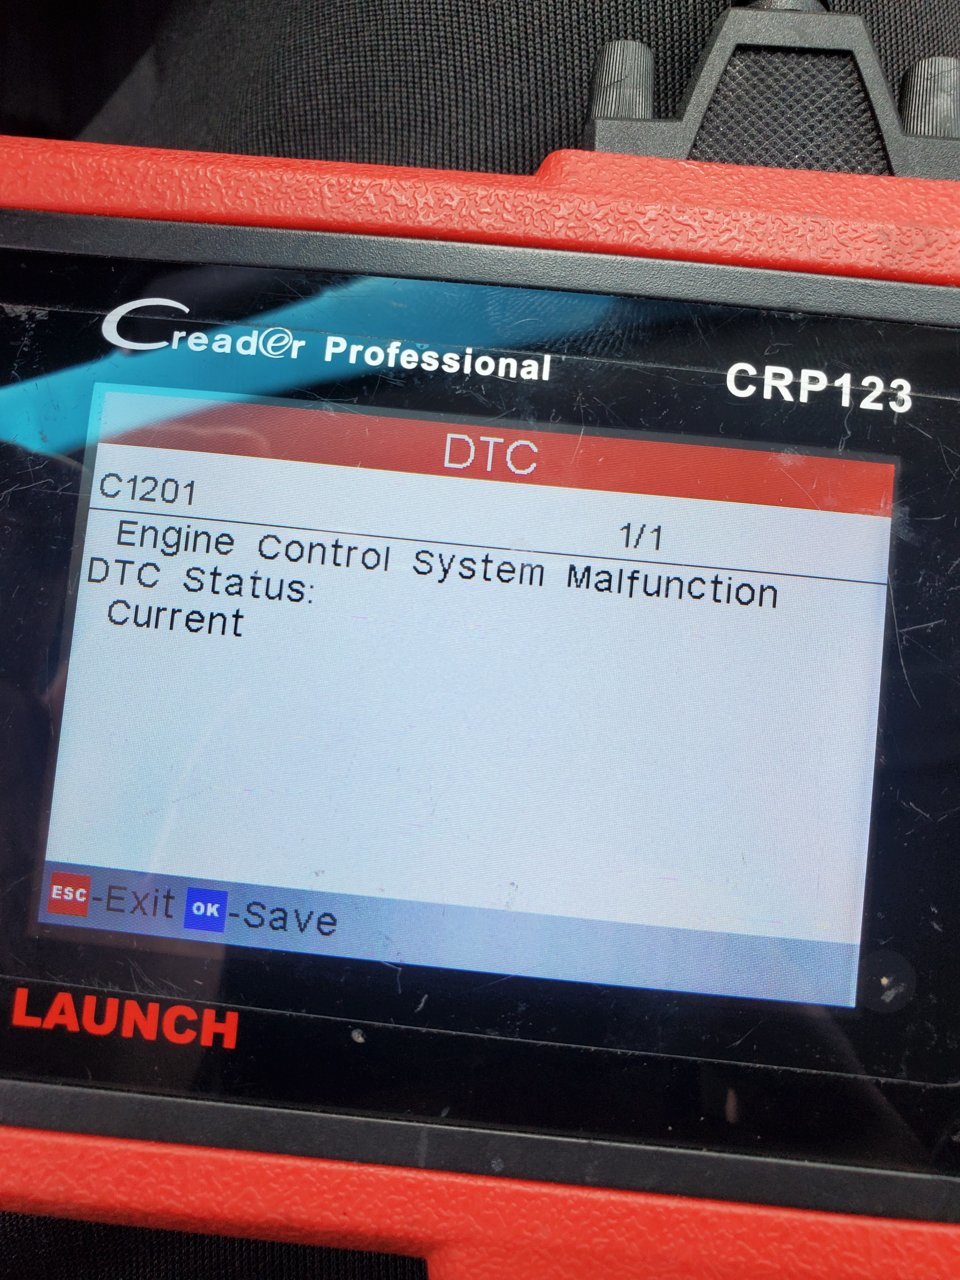 Creader Professional
CRP123
DTC
C1201
1/1
Engine Control System Malfunction
DTC Status:
Current
ESC-Exit OK-Save
LAUNCH